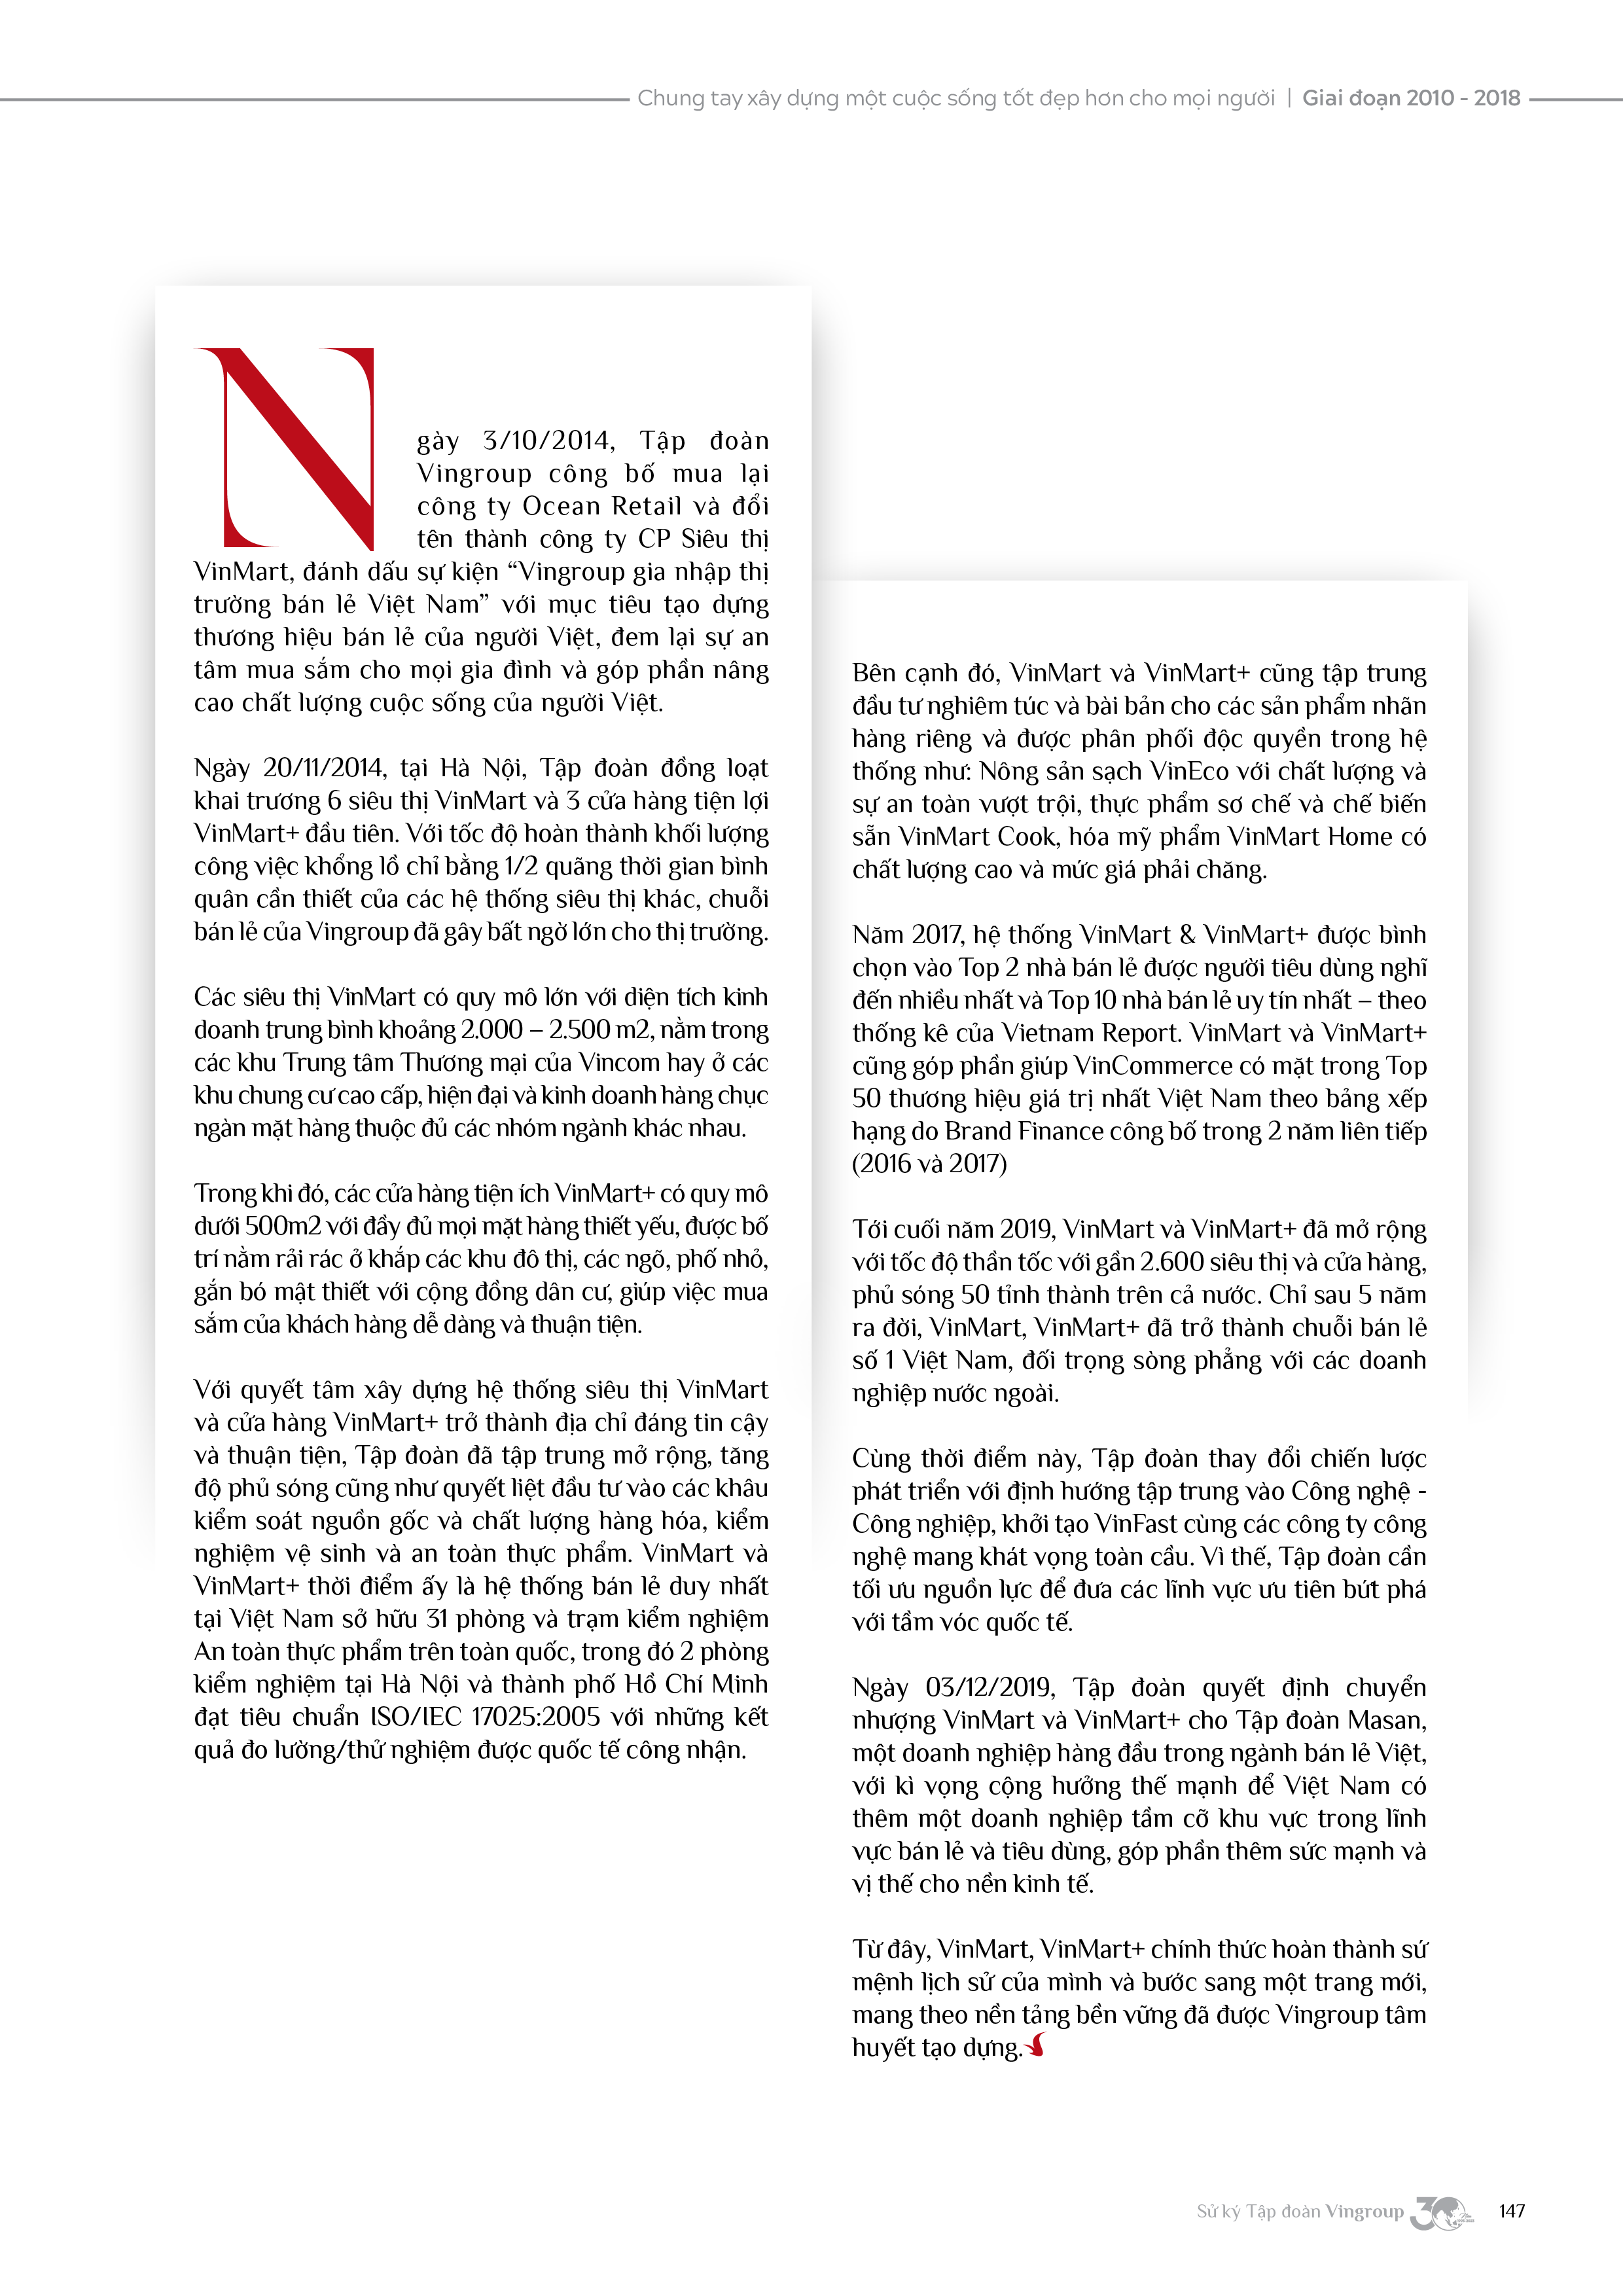 Chung tay xây dựng một cuộc sống tốt đẹp hơn cho mọi người | Giai đoạn 2010 - 2018
Ngày 3/10/2014, Tập đoàn
Vingroup công bố mua lại
công ty Ocean Retail và đổi
tên thành công ty CP Siêu thị
VinMart, đánh dấu sự kiện “Vingroup gia nhập thị
trường bán lẻ Việt Nam” với mục tiêu tạo dựng
thương hiệu bán lẻ của người Việt, đem lại sự an
tâm mua sắm cho mọi gia đình và góp phần nâng
cao chất lượng cuộc sống của người Việt.
Ngày 20/11/2014, tại Hà Nội, Tập đoàn đồng loạt
khai trương 6 siêu thị VinMart và 3 cửa hàng tiện lợi
VinMart+ đầu tiên. Với tốc độ hoàn thành khối lượng
công việc khổng lồ chỉ bằng 1/2 quãng thời gian bình
quân cần thiết của các hệ thống siêu thị khác, chuỗi
bán lẻ của Vingroup đã gây bất ngờ lớn cho thị trường.
Các siêu thị VinMart có quy mô lớn với diện tích kinh
doanh trung bình khoảng 2.000 – 2.500 m2, nằm trong
các khu Trung tâm Thương mại của Vincom hay ở các
khu chung cư cao cấp, hiện đại và kinh doanh hàng chục
ngàn mặt hàng thuộc đủ các nhóm ngành khác nhau.
Trong khi đó, các cửa hàng tiện ích VinMart+ có quy mô
dưới 500m2 với đầy đủ mọi mặt hàng thiết yếu, được bố
trí nằm rải rác ở khắp các khu đô thị, các ngõ, phố nhỏ,
gắn bó mật thiết với cộng đồng dân cư, giúp việc mua
sắm của khách hàng dễ dàng và thuận tiện.
Với quyết tâm xây dựng hệ thống siêu thị VinMart
và cửa hàng VinMart+ trở thành địa chỉ đáng tin cậy
và thuận tiện, Tập đoàn đã tập trung mở rộng, tăng
độ phủ sóng cũng như quyết liệt đầu tư vào các khâu
kiểm soát nguồn gốc và chất lượng hàng hóa, kiểm
nghiệm vệ sinh và an toàn thực phẩm. VinMart và
VinMart+ thời điểm ấy là hệ thống bán lẻ duy nhất
tại Việt Nam sở hữu 31 phòng và trạm kiểm nghiệm
An toàn thực phẩm trên toàn quốc, trong đó 2 phòng
kiểm nghiệm tại Hà Nội và thành phố Hồ Chí Minh
đạt tiêu chuẩn ISO/IEC 17025:2005 với những kết
quả đo lường/thử nghiệm được quốc tế công nhận.
Bên cạnh đó, VinMart và VinMart+ cũng tập trung
đầu tư nghiêm túc và bài bản cho các sản phẩm nhãn
hàng riêng và được phân phối độc quyền trong hệ
thống như: Nông sản sạch VinEco với chất lượng và
sự an toàn vượt trội, thực phẩm sơ chế và chế biến
sẵn VinMart Cook, hóa mỹ phẩm VinMart Home có
chất lượng cao và mức giá phải chăng.
Năm 2017, hệ thống VinMart & VinMart+ được bình
chọn vào Top 2 nhà bán lẻ được người tiêu dùng nghĩ
đến nhiều nhất và Top 10 nhà bán lẻ uy tín nhất – theo
thống kê của Vietnam Report. VinMart và VinMart+
cũng góp phần giúp VinCommerce có mặt trong Top
50 thương hiệu giá trị nhất Việt Nam theo bảng xếp
hạng do Brand Finance công bố trong 2 năm liên tiếp
(2016 và 2017)
Tới cuối năm 2019, VinMart và VinMart+ đã mở rộng
với tốc độ thần tốc với gần 2.600 siêu thị và cửa hàng,
phủ sóng 50 tỉnh thành trên cả nước. Chỉ sau 5 năm
ra đời, VinMart, VinMart+ đã trở thành chuỗi bán lẻ
số 1 Việt Nam, đối trọng sòng phẳng với các doanh
nghiệp nước ngoài.
Cùng thời điểm này, Tập đoàn thay đổi chiến lược
phát triển với định hướng tập trung vào Công nghệ -
Công nghiệp, khởi tạo VinFast cùng các công ty công
nghệ mang khát vọng toàn cầu. Vì thế, Tập đoàn cần
tối ưu nguồn lực để đưa các lĩnh vực ưu tiên bứt phá
với tầm vóc quốc tế.
Ngày 03/12/2019, Tập đoàn quyết định chuyển
nhượng VinMart và VinMart+ cho Tập đoàn Masan,
một doanh nghiệp hàng đầu trong ngành bán lẻ Việt,
với kì vọng cộng hưởng thế mạnh để Việt Nam có
thêm một doanh nghiệp tầm cỡ khu vực trong lĩnh
vực bán lẻ và tiêu dùng, góp phần thêm sức mạnh và
vị thế cho nền kinh tế.
Từ đây, VinMart, VinMart+ chính thức hoàn thành sứ
mệnh lịch sử của mình và bước sang một trang mới,
mang theo nền tảng bền vững đã được Vingroup tâm
huyết tạo dựng.
Sử ký Tập đoàn Vingroup 30 147